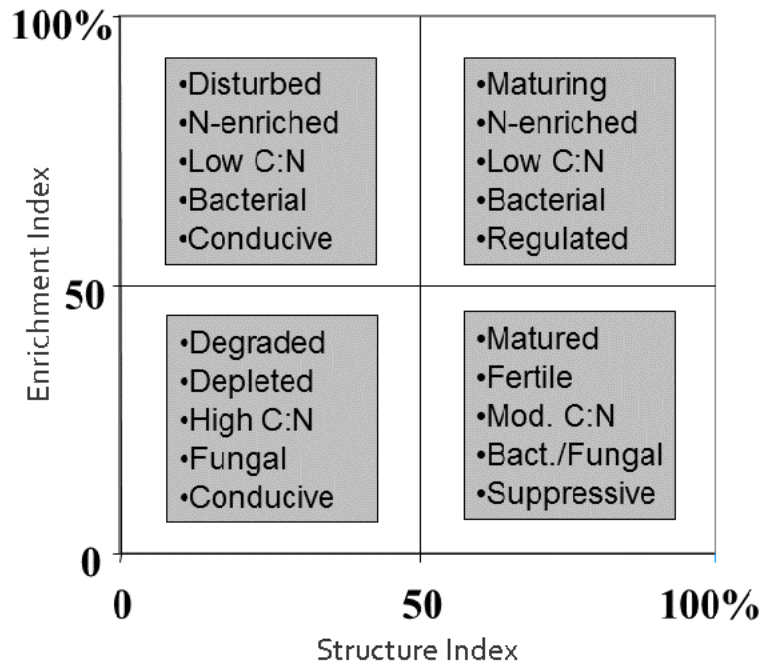 100%
•Disturbed
•N-enriched
•Low C:N
•Bacterial
•Conducive
•Maturing
•N-enriched
•Low C:N
•Bacterial
•Regulated
Enrichment Index
50
•Degraded
•Depleted
•High C:N
•Fungal
•Conducive
•Matured
•Fertile
•Mod. C:N
•Bact./Fungal
•Suppressive
0
0 50 100%
Structure Index